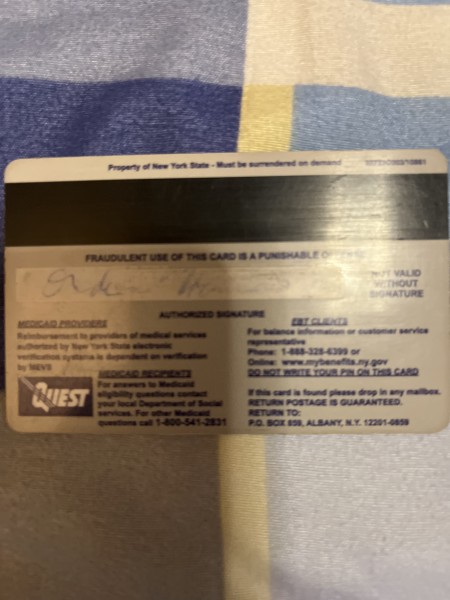 Property of New York State - Must be surrendered on demand
FRAUDULENT USE OF THIS CARD IS A PUNISHABLE
NOT VALID
WITHOUT
SIGNATURE
AUTHORIZED SIGNATURE
MEDICAID PROVIDERS
Reimbursement to providers of medical services
authorized by New York State electronic
verification systems is dependent on verification
by MEVS
MEDICAID RECIPIENTS
For answers to Medicaid
eligibility questions contact
your local Department of Social
services. For other Medicaid
questions call 1-800-541-2831
QUEST
EBT CLIENTS
For balance information or customer service
representative
Phone: 1-888-328-6399 or
Online: www.mybenefits.ny.gov
DO NOT WRITE YOUR PIN ON THIS CARD
If this card is found please drop in any mailbox.
RETURN POSTAGE IS GUARANTEED.
RETURN TO:
P.O. BOX 859, ALBANY, N.Y. 12201-0859